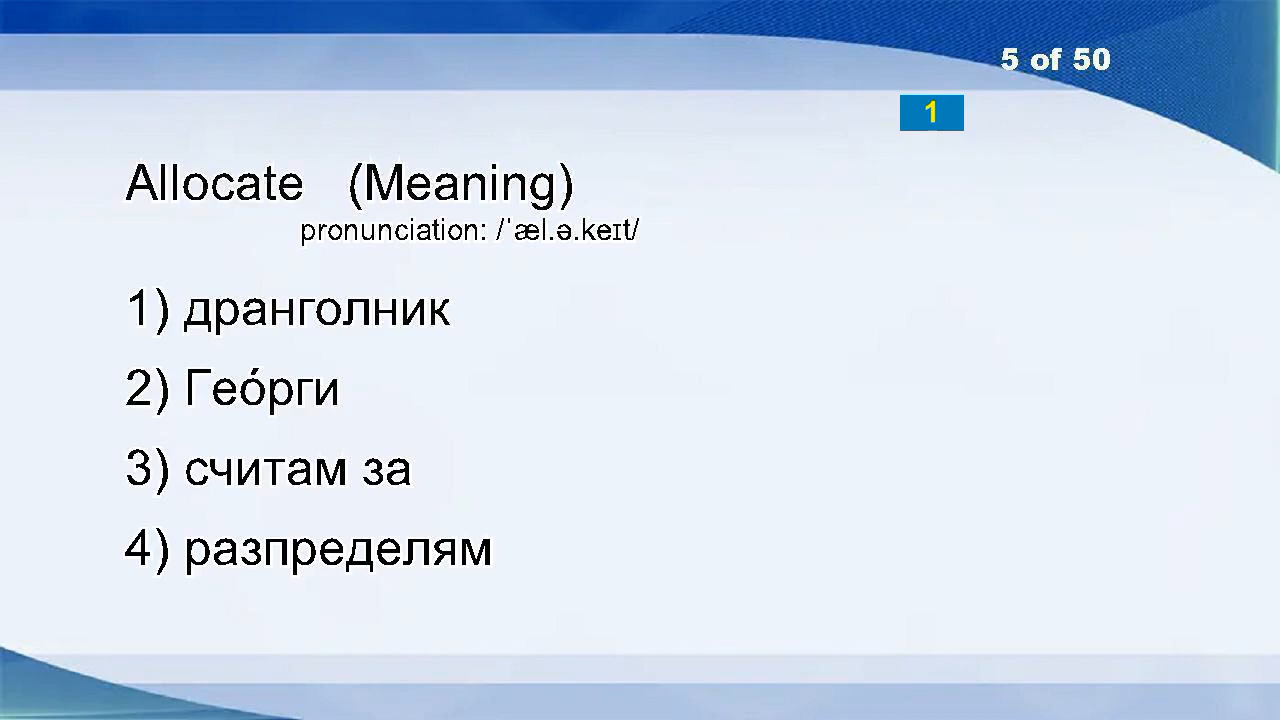 5 of 50
1
Allocate (Meaning)
pronunciation: /ˈæl.ə.keɪt/
1) дранголник
2) Гео́рги
3) считам за
4) разпределям